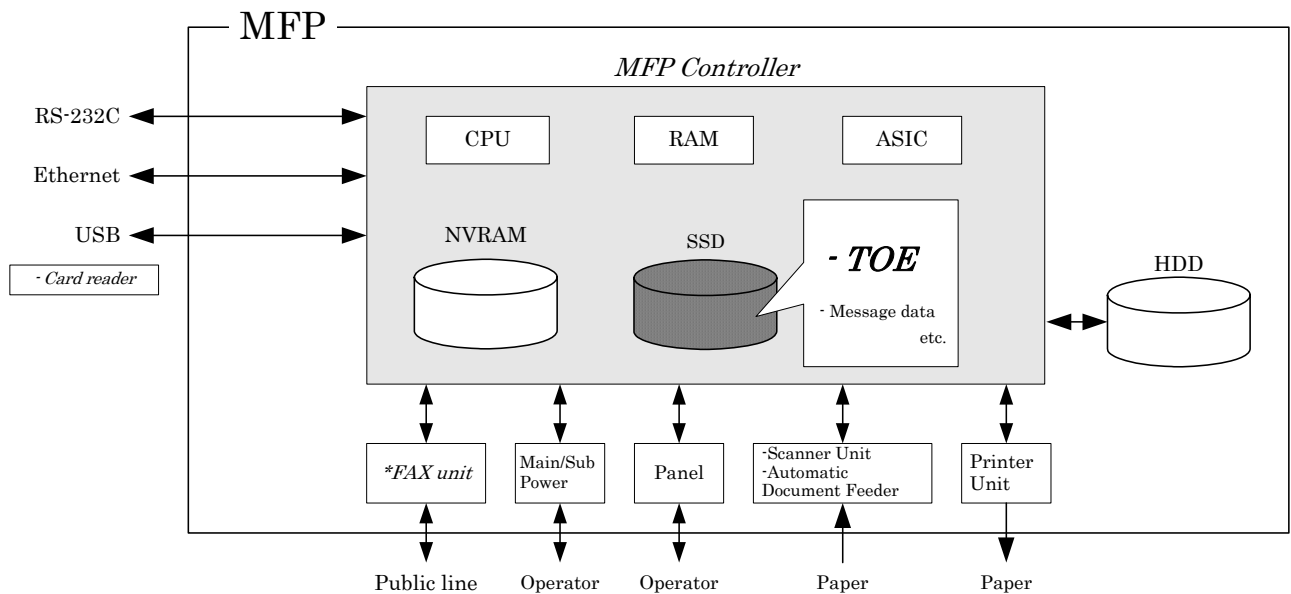 MFP
MFP Controller
RS-232C
CPU
RAM
ASIC
Ethernet
USB
NVRAM
SSD
- TOE
HDD
- Card reader
- Message data
etc.
*FAX unit
Main/Sub
Power
Panel
-Scanner Unit
-Automatic
Document Feeder
Printer
Unit
Public line
Operator
Operator
Paper
Paper